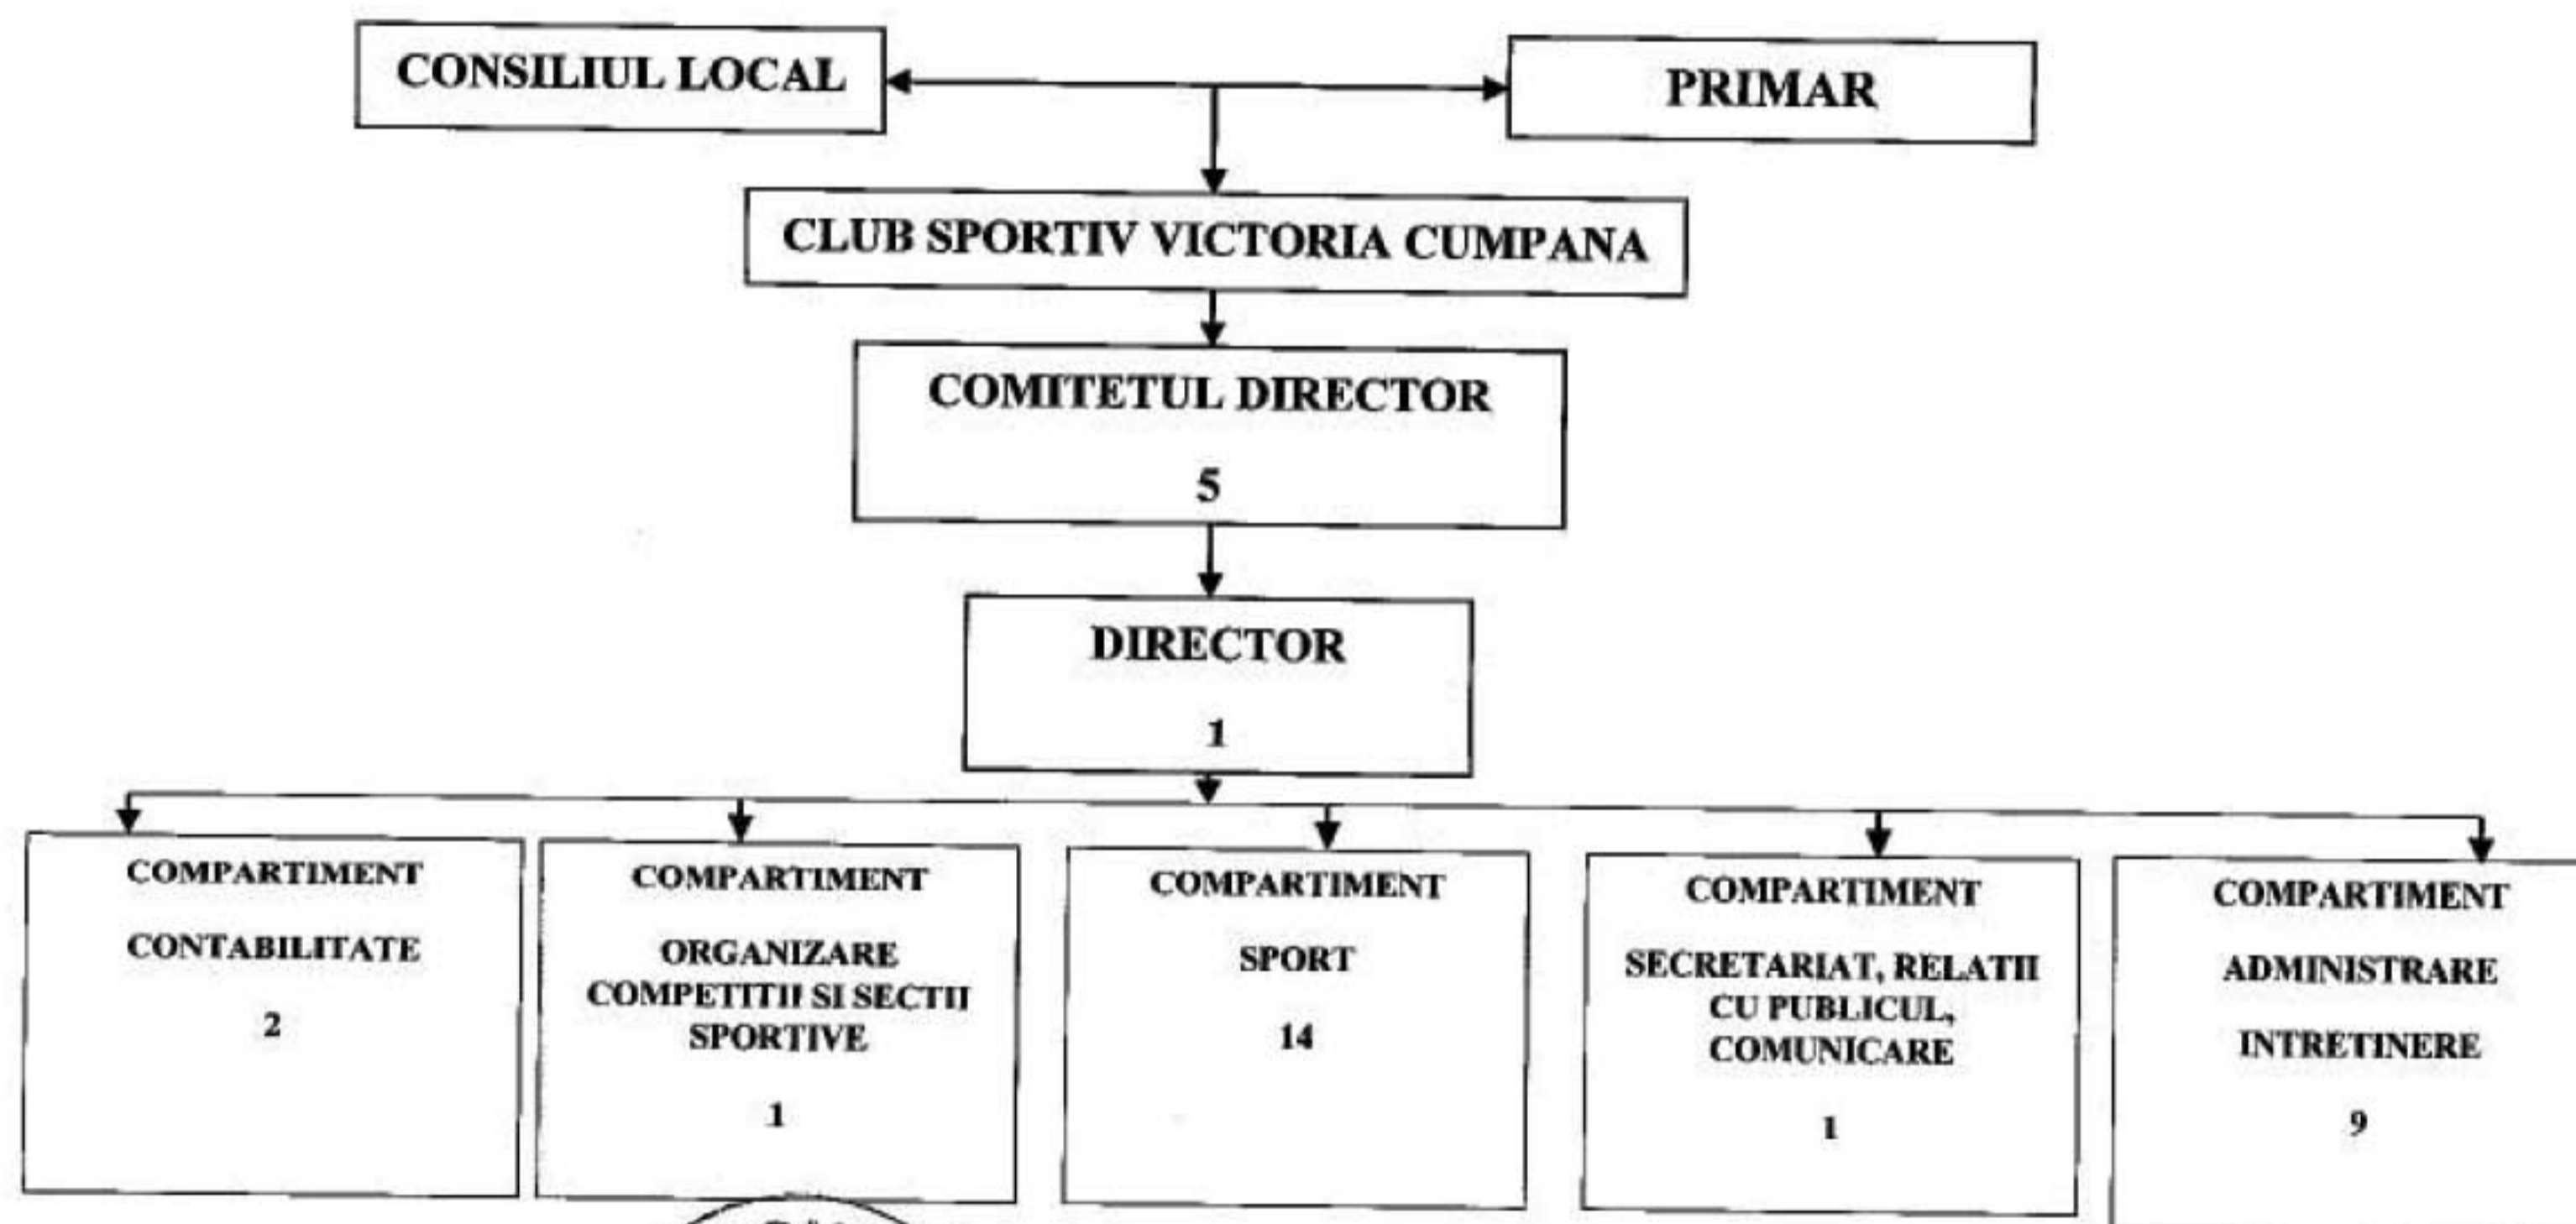 CONSILIUL LOCAL
PRIMAR
CLUB SPORTIV VICTORIA CUMPANA
COMITETUL DIRECTOR
5
DIRECTOR
1
COMPARTIMENT
CONTABILITATE
2
COMPARTIMENT
ORGANIZARE
COMPETITII SI SECTII
SPORTIVE
1
COMPARTIMENT
SPORT
14
COMPARTIMENT
SECRETARIAT, RELATII
CU PUBLICUL,
COMUNICARE
1
COMPARTIMENT
ADMINISTRARE
INTRETINERE
9